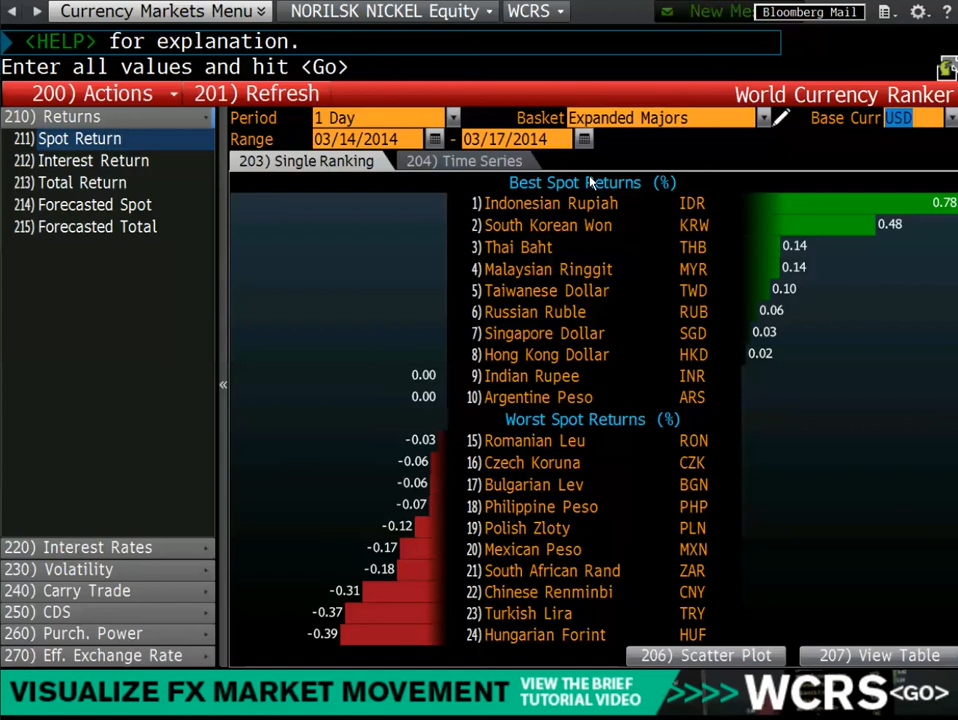 Currency Markets Menu NORILSK NICKEL Equity WCRS New Me Bloomberg Mail ?
<HELP> for explanation.
Enter all values and hit <Go>
200) Actions 201) Refresh World Currency Ranker
210) Returns Period 1 Day Basket Expanded Majors Base Curr USD
211) Spot Return Range 03/14/2014 - 03/17/2014
212) Interest Return 203) Single Ranking 204) Time Series
213) Total Return
214) Forecasted Spot
215) Forecasted Total
220) Interest Rates
230) Volatility
240) Carry Trade
250) CDS
260) Purch. Power
270) Eff. Exchange Rate
«
Best Spot Returns (%)
1) Indonesian Rupiah IDR 0.78
2) South Korean Won KRW 0.48
3) Thai Baht THB 0.14
4) Malaysian Ringgit MYR 0.14
5) Taiwanese Dollar TWD 0.10
6) Russian Ruble RUB 0.06
7) Singapore Dollar SGD 0.03
8) Hong Kong Dollar HKD 0.02
0.00 9) Indian Rupee INR
0.00 10) Argentine Peso ARS
Worst Spot Returns (%)
-0.03 15) Romanian Leu RON
-0.06 16) Czech Koruna CZK
-0.06 17) Bulgarian Lev BGN
-0.07 18) Philippine Peso PHP
-0.12 19) Polish Zloty PLN
-0.17 20) Mexican Peso MXN
-0.18 21) South African Rand ZAR
-0.31 22) Chinese Renminbi CNY
-0.37 23) Turkish Lira TRY
-0.39 24) Hungarian Forint HUF
206) Scatter Plot 207) View Table
VISUALIZE FX MARKET MOVEMENT VIEW THE BRIEF TUTORIAL VIDEO >>>> WCRS <GO>